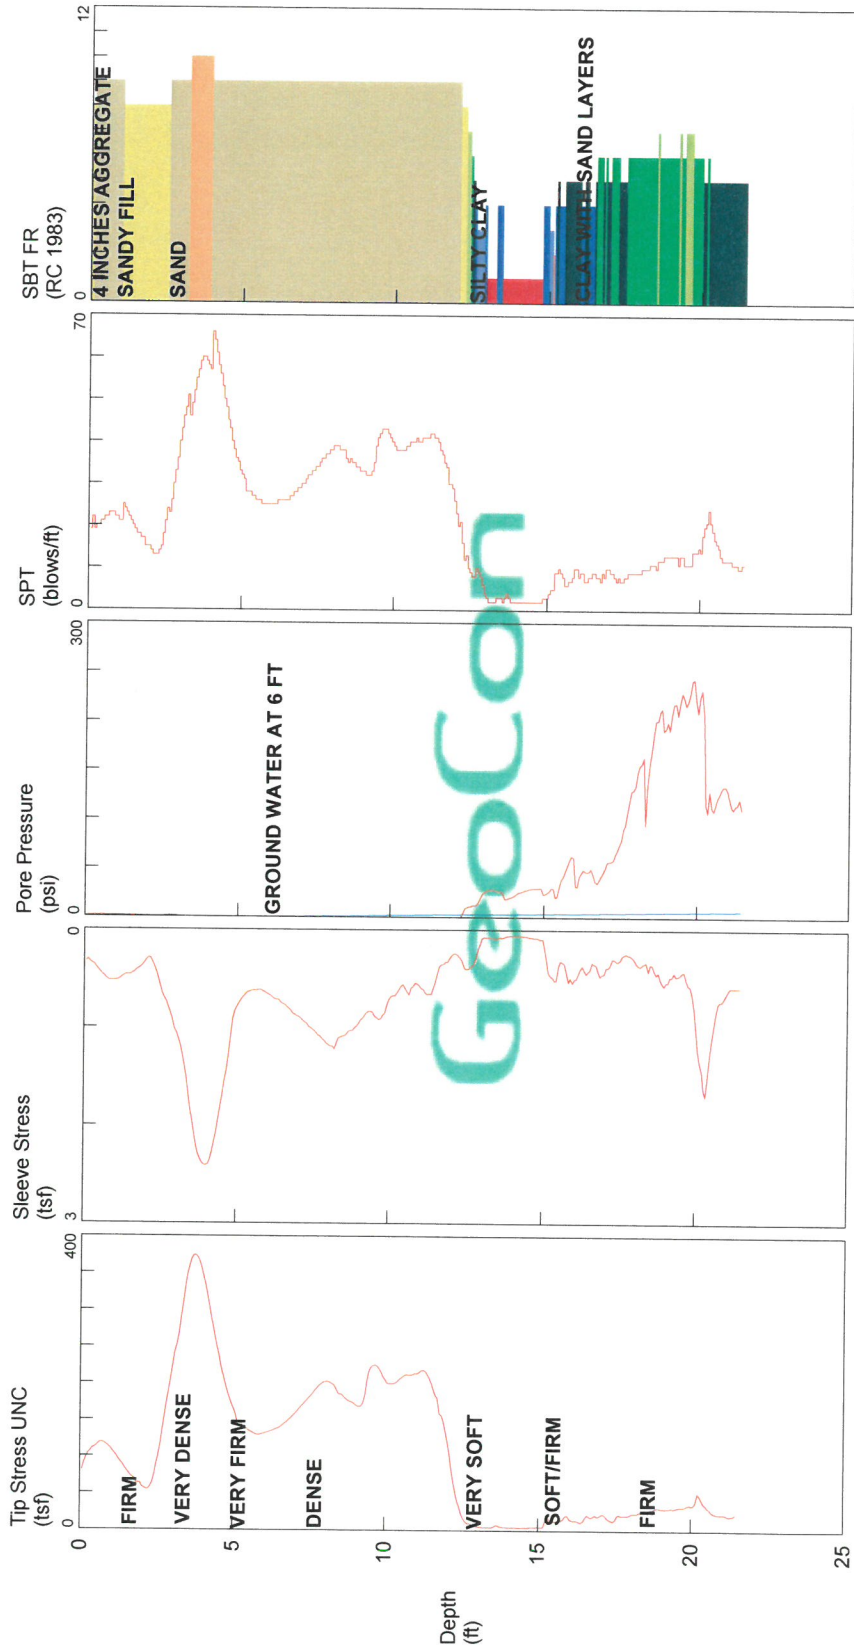 Tip Stress UNC
(tsf)
0
400
Sleeve Stress
(tsf)
3
0
Pore Pressure
(psi)
0
300
SPT
(blows/ft)
0
70
SBT FR
(RC 1983)
0
12
Depth
(ft)
0
5
10
15
20
25
FIRM
VERY DENSE
VERY FIRM
DENSE
VERY SOFT
SOFT/FIRM
FIRM
GROUND WATER AT 6 FT
4 INCHES AGGREGATE
SANDY FILL
SAND
SILTY CLAY
CLAY WITH SAND LAYERS
GeoCon